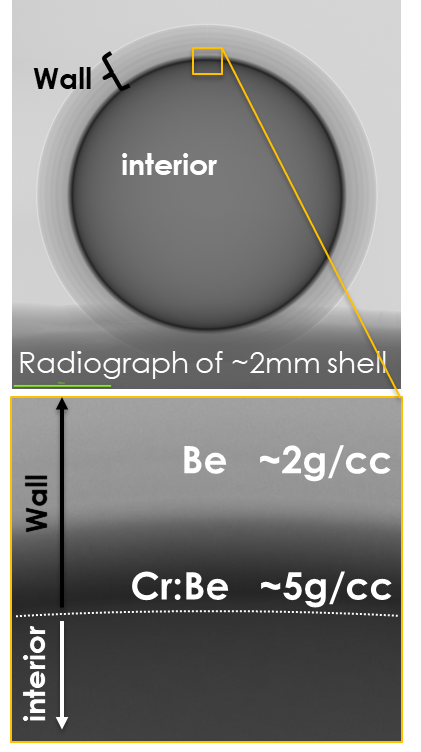 Wall
interior
Radiograph of ~2mm shell
Be ~2g/cc
Wall
Cr:Be ~5g/cc
interior